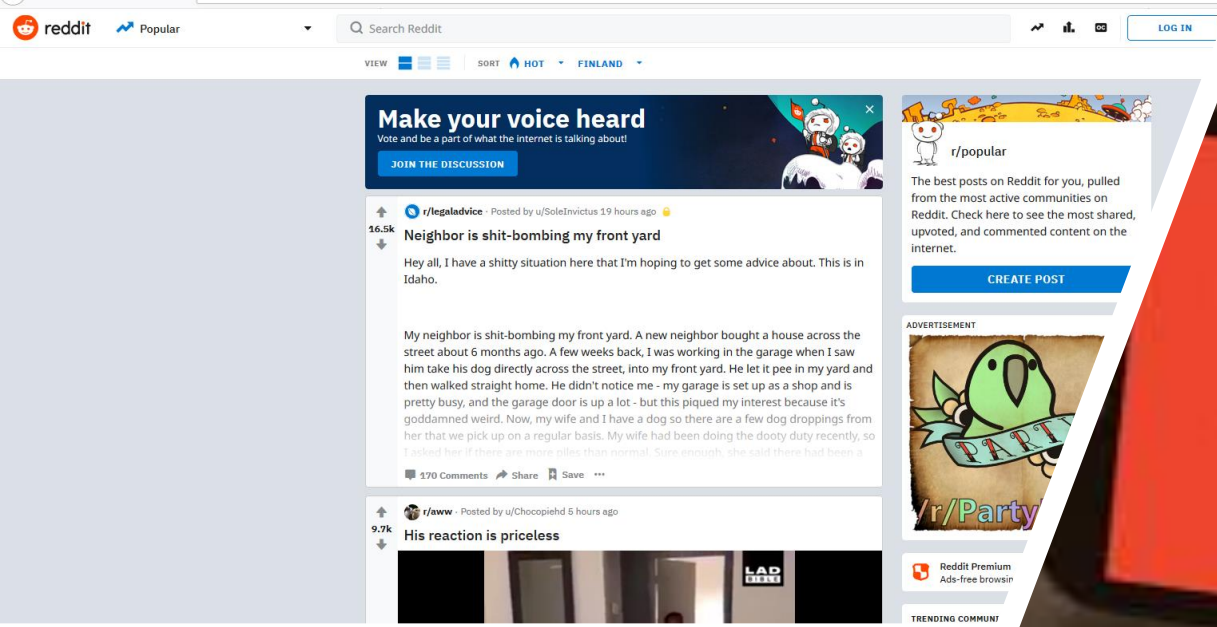 reddit
Popular
Search Reddit
LOG IN
VIEW
SORT
HOT
FINLAND
Make your voice heard
Vote and be a part of what the internet is talking about!
JOIN THE DISCUSSION
r/legaladvice · Posted by u/SoleInvictus 19 hours ago
16.5k
Neighbor is shit-bombing my front yard
Hey all, I have a shitty situation here that I'm hoping to get some advice about. This is in
Idaho.
My neighbor is shit-bombing my front yard. A new neighbor bought a house across the
street about 6 months ago. A few weeks back, I was working in the garage when I saw
him take his dog directly across the street, into my front yard. He let it pee in my yard and
then walked straight home. He didn't notice me - my garage is set up as a shop and is
pretty busy, and the garage door is up a lot - but this piqued my interest because it's
goddamned weird. Now, my wife and I have a dog so there are a few dog droppings from
her that we pick up on a regular basis. My wife had been doing the dooty duty recently, so
I asked her if there are more piles than normal. Sure enough, she said there had been a
170 Comments
Share
Save
r/aww · Posted by u/Chocopiehd 5 hours ago
9.7k
His reaction is priceless
LAD
BIBLE
r/popular
The best posts on Reddit for you, pulled
from the most active communities on
Reddit. Check here to see the most shared,
upvoted, and commented content on the
internet.
CREATE POST
ADVERTISEMENT
PARTY
/r/Party
Reddit Premium
Ads-free
TRENDING